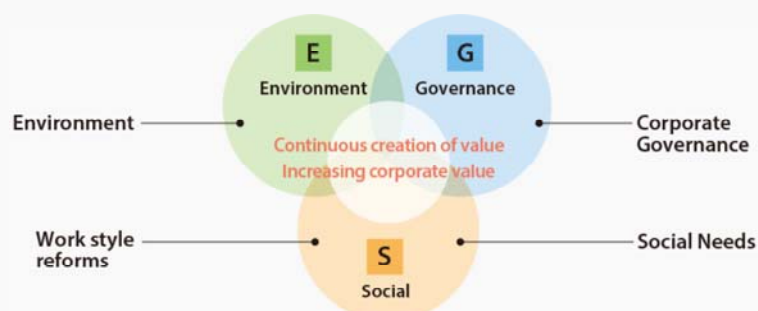 E
Environment
G
Governance
Environment
Corporate
Governance
Continuous creation of value
Increasing corporate value
Work style
reforms
S
Social
Social Needs